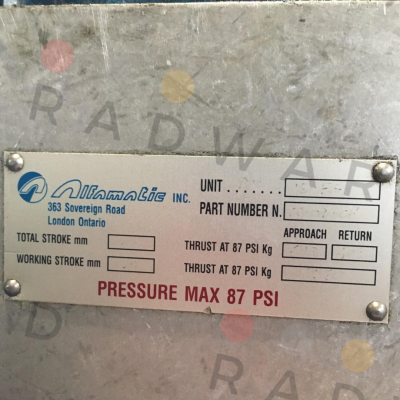 RADWAR
Alfamatic INC.
363 Sovereign Road
London Ontario
UNIT . . . . . . .
PART NUMBER N.
APPROACH RETURN
TOTAL STROKE mm
THRUST AT 87 PSI Kg
WORKING STROKE mm
THRUST AT 87 PSI Kg
PRESSURE MAX 87 PSI
D
RADW